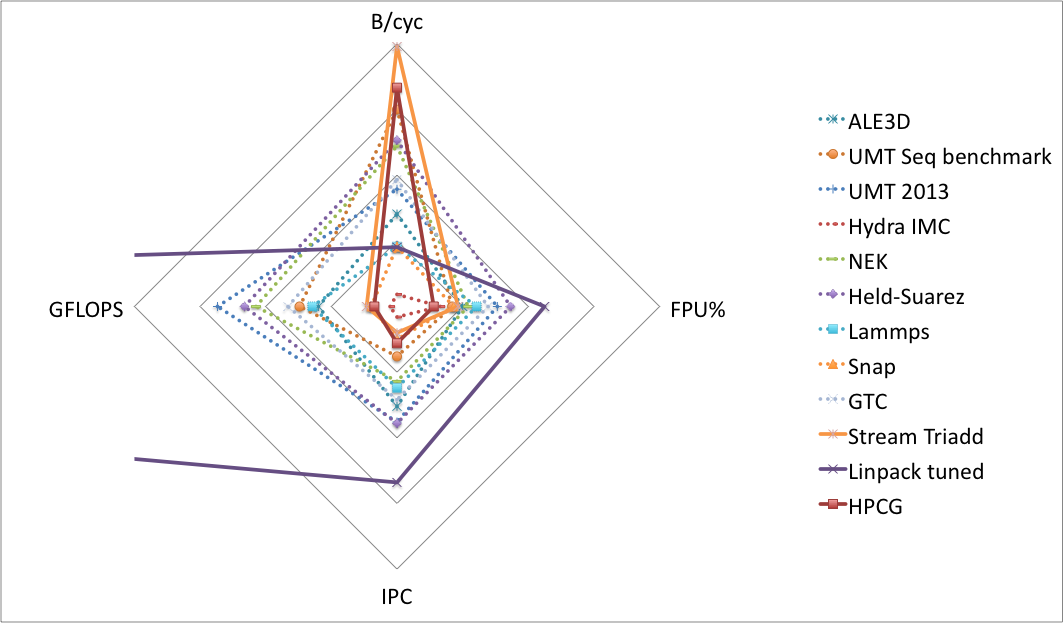 B/cyc
GFLOPS
FPU%
IPC
ALE3D
UMT Seq benchmark
UMT 2013
Hydra IMC
NEK
Held-Suarez
Lammps
Snap
GTC
Stream Triadd
Linpack tuned
HPCG